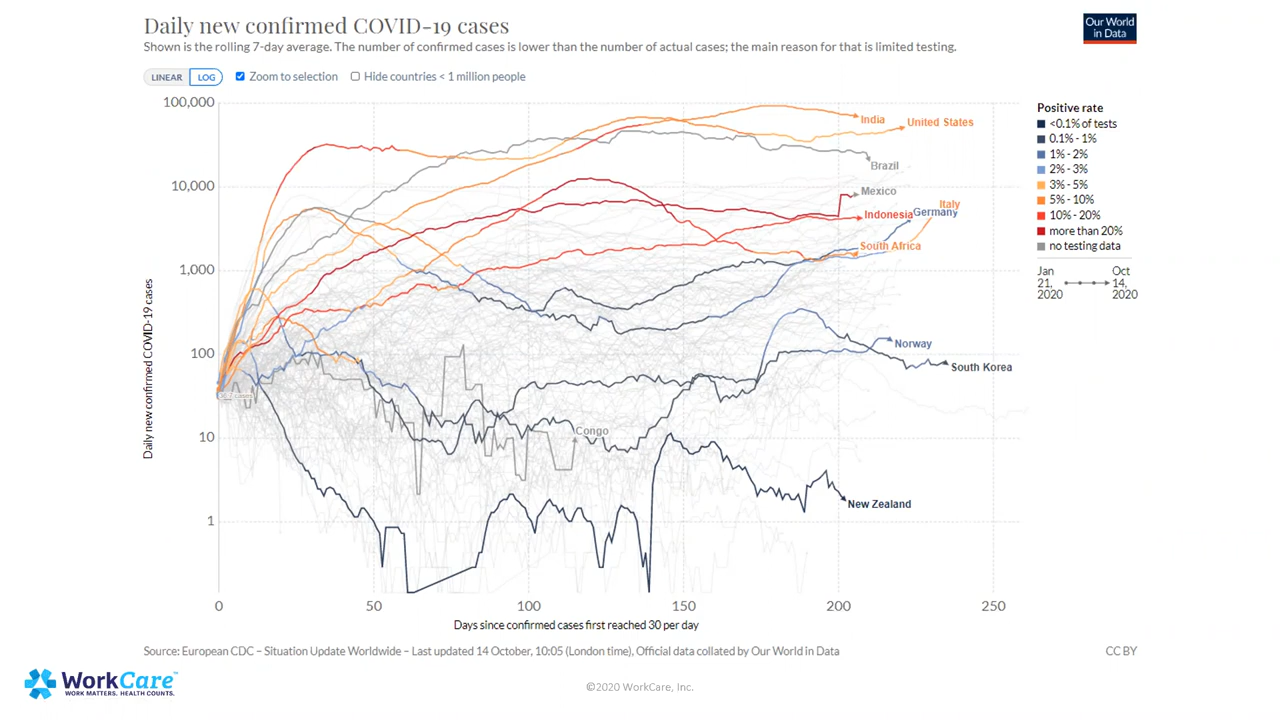 Daily new confirmed COVID-19 cases
Shown is the rolling 7-day average. The number of confirmed cases is lower than the number of actual cases; the main reason for that is limited testing.
Our World
in Data
LINEAR LOG Zoom to selection Hide countries < 1 million people
100,000
10,000
1,000
100
10
1
Daily new confirmed COVID-19 cases
India
United States
Brazil
Mexico
Italy
Indonesia
Germany
South Africa
Norway
South Korea
Congo
New Zealand
0 50 100 150 200 250
Days since confirmed cases first reached 30 per day
Positive rate
<0.1% of tests
0.1% - 1%
1% - 2%
2% - 3%
3% - 5%
5% - 10%
10% - 20%
more than 20%
no testing data
Jan
21,
2020
Oct
14,
2020
Source: European CDC – Situation Update Worldwide – Last updated 14 October, 10:05 (London time), Official data collated by Our World in Data
CC BY
WorkCare™
WORK MATTERS. HEALTH COUNTS.
©2020 WorkCare, Inc.